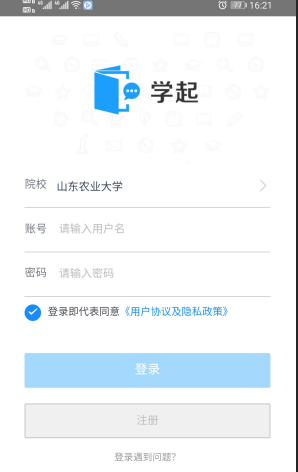 16:21
学起
院校 山东农业大学
账号 请输入用户名
密码 请输入密码
登录即代表同意《用户协议及隐私政策》
登录
注册
登录遇到问题?